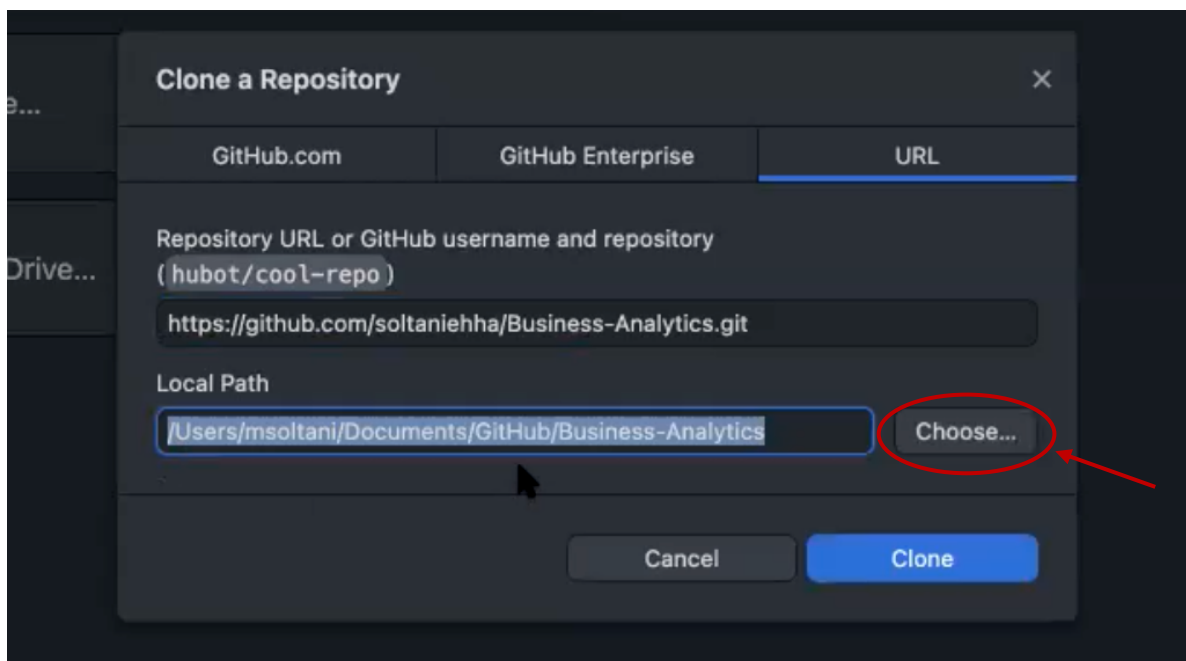 Clone a Repository
×
e...
GitHub.com
GitHub Enterprise
URL
Repository URL or GitHub username and repository
(hubot/cool-repo)
Drive...
https://github.com/soltaniehha/Business-Analytics.git
Local Path
/Users/msoltani/Documents/GitHub/Business-Analytics
Choose...
Cancel
Clone